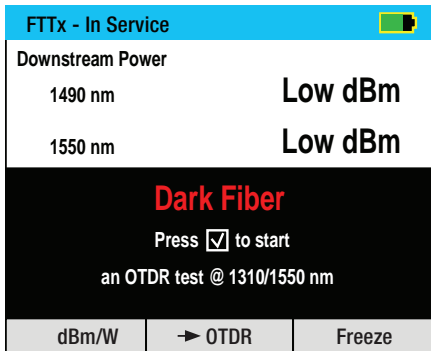 FTTx - In Service
Downstream Power
1490 nm Low dBm
1550 nm Low dBm
Dark Fiber
Press ☑ to start
an OTDR test @ 1310/1550 nm
dBm/W → OTDR Freeze